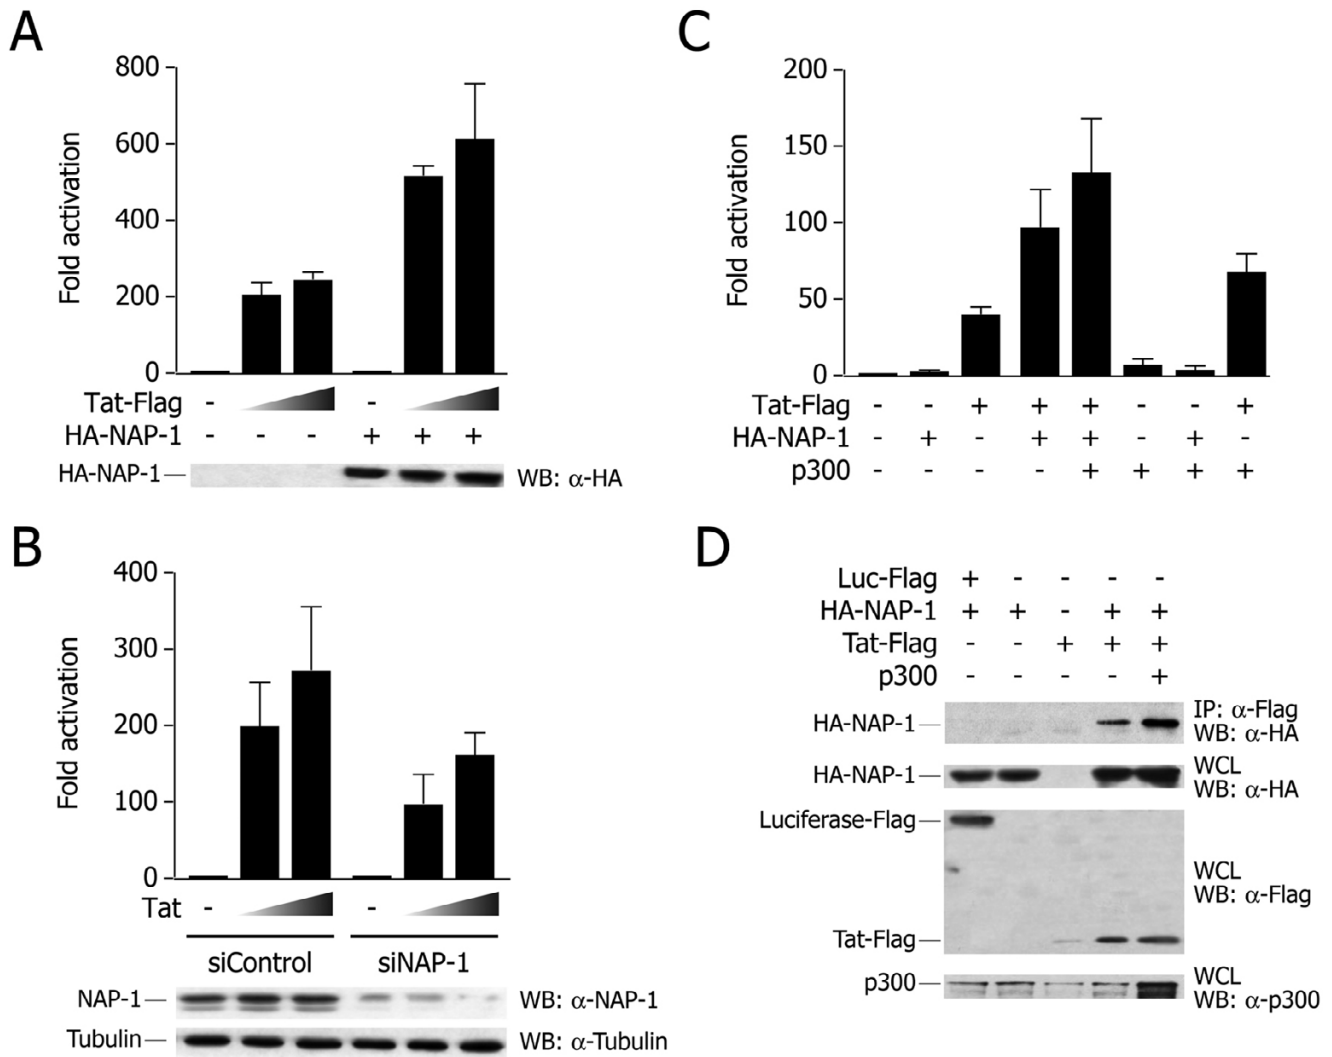 A
800
600
400
200
0
Fold activation
Tat-Flag - -
HA-NAP-1 - - - + + +
HA-NAP-1 WB: α-HA
B
400
300
200
100
0
Fold activation
Tat - -
siControl siNAP-1
NAP-1 WB: α-NAP-1
Tubulin WB: α-Tubulin
C
200
150
100
50
0
Fold activation
Tat-Flag - - + + + - - +
HA-NAP-1 - + - + + - + -
p300 - - - - + + + +
D
Luc-Flag + - - - -
HA-NAP-1 + + - + +
Tat-Flag - - + + +
p300 - - - - +
HA-NAP-1 IP: α-Flag
WB: α-HA
HA-NAP-1 WCL
WB: α-HA
Luciferase-Flag
WCL
WB: α-Flag
Tat-Flag
p300 WCL
WB: α-p300